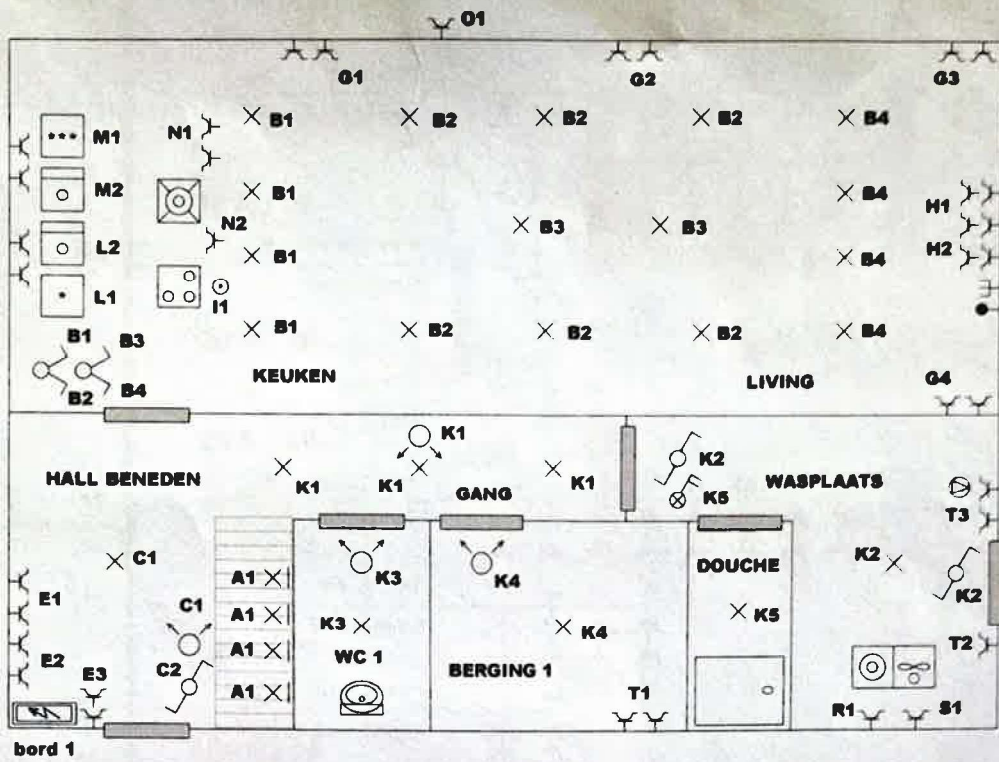 O1
G1 G2 G3
M1 N1 B1 B2 B2 B2 B4
M2 B1 B4 H1
L2 N2 B3 B3 H2
B1 B4
L1 I1
B1 B3 B1 B2 B2 B2 B4
B2 B4 KEUKEN LIVING G4
K1 K2
HALL BENEDEN K1 K1 GANG K1 K5 WASPLAATS
T3
C1 A1 K3 K4 DOUCHE K2 K2
E1 C1 A1 K3 K4 K5
E2 A1 WC 1 T2
E3 C2 A1 BERGING 1 T1
R1 S1
bord 1